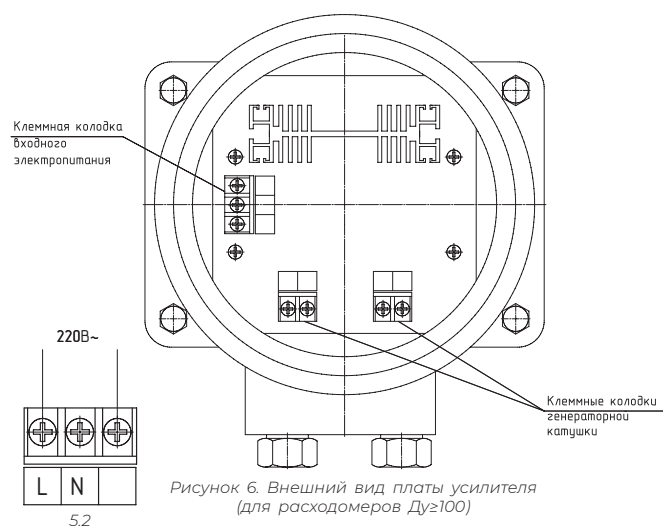 Клеммная колодка
входного
электропитания
220В~
Клеммные колодки
генераторной
катушки
L N
Рисунок 6. Внешний вид платы усилителя
(для расходомеров Ду≥100)
5.2